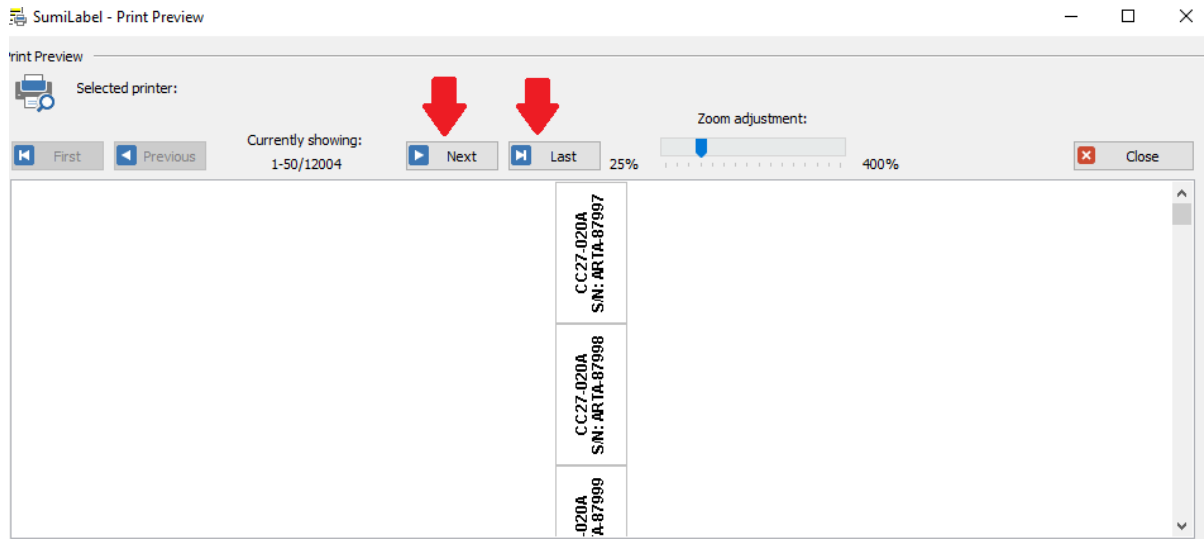 SumiLabel - Print Preview
rint Preview
Selected printer:
First
Previous
Currently showing:
1-50/12004
Next
Last
Zoom adjustment:
25%
400%
Close
CC27-020A
S/N: ARTA-87997
CC27-020A
S/N: ARTA-87998
-020A
A-87999